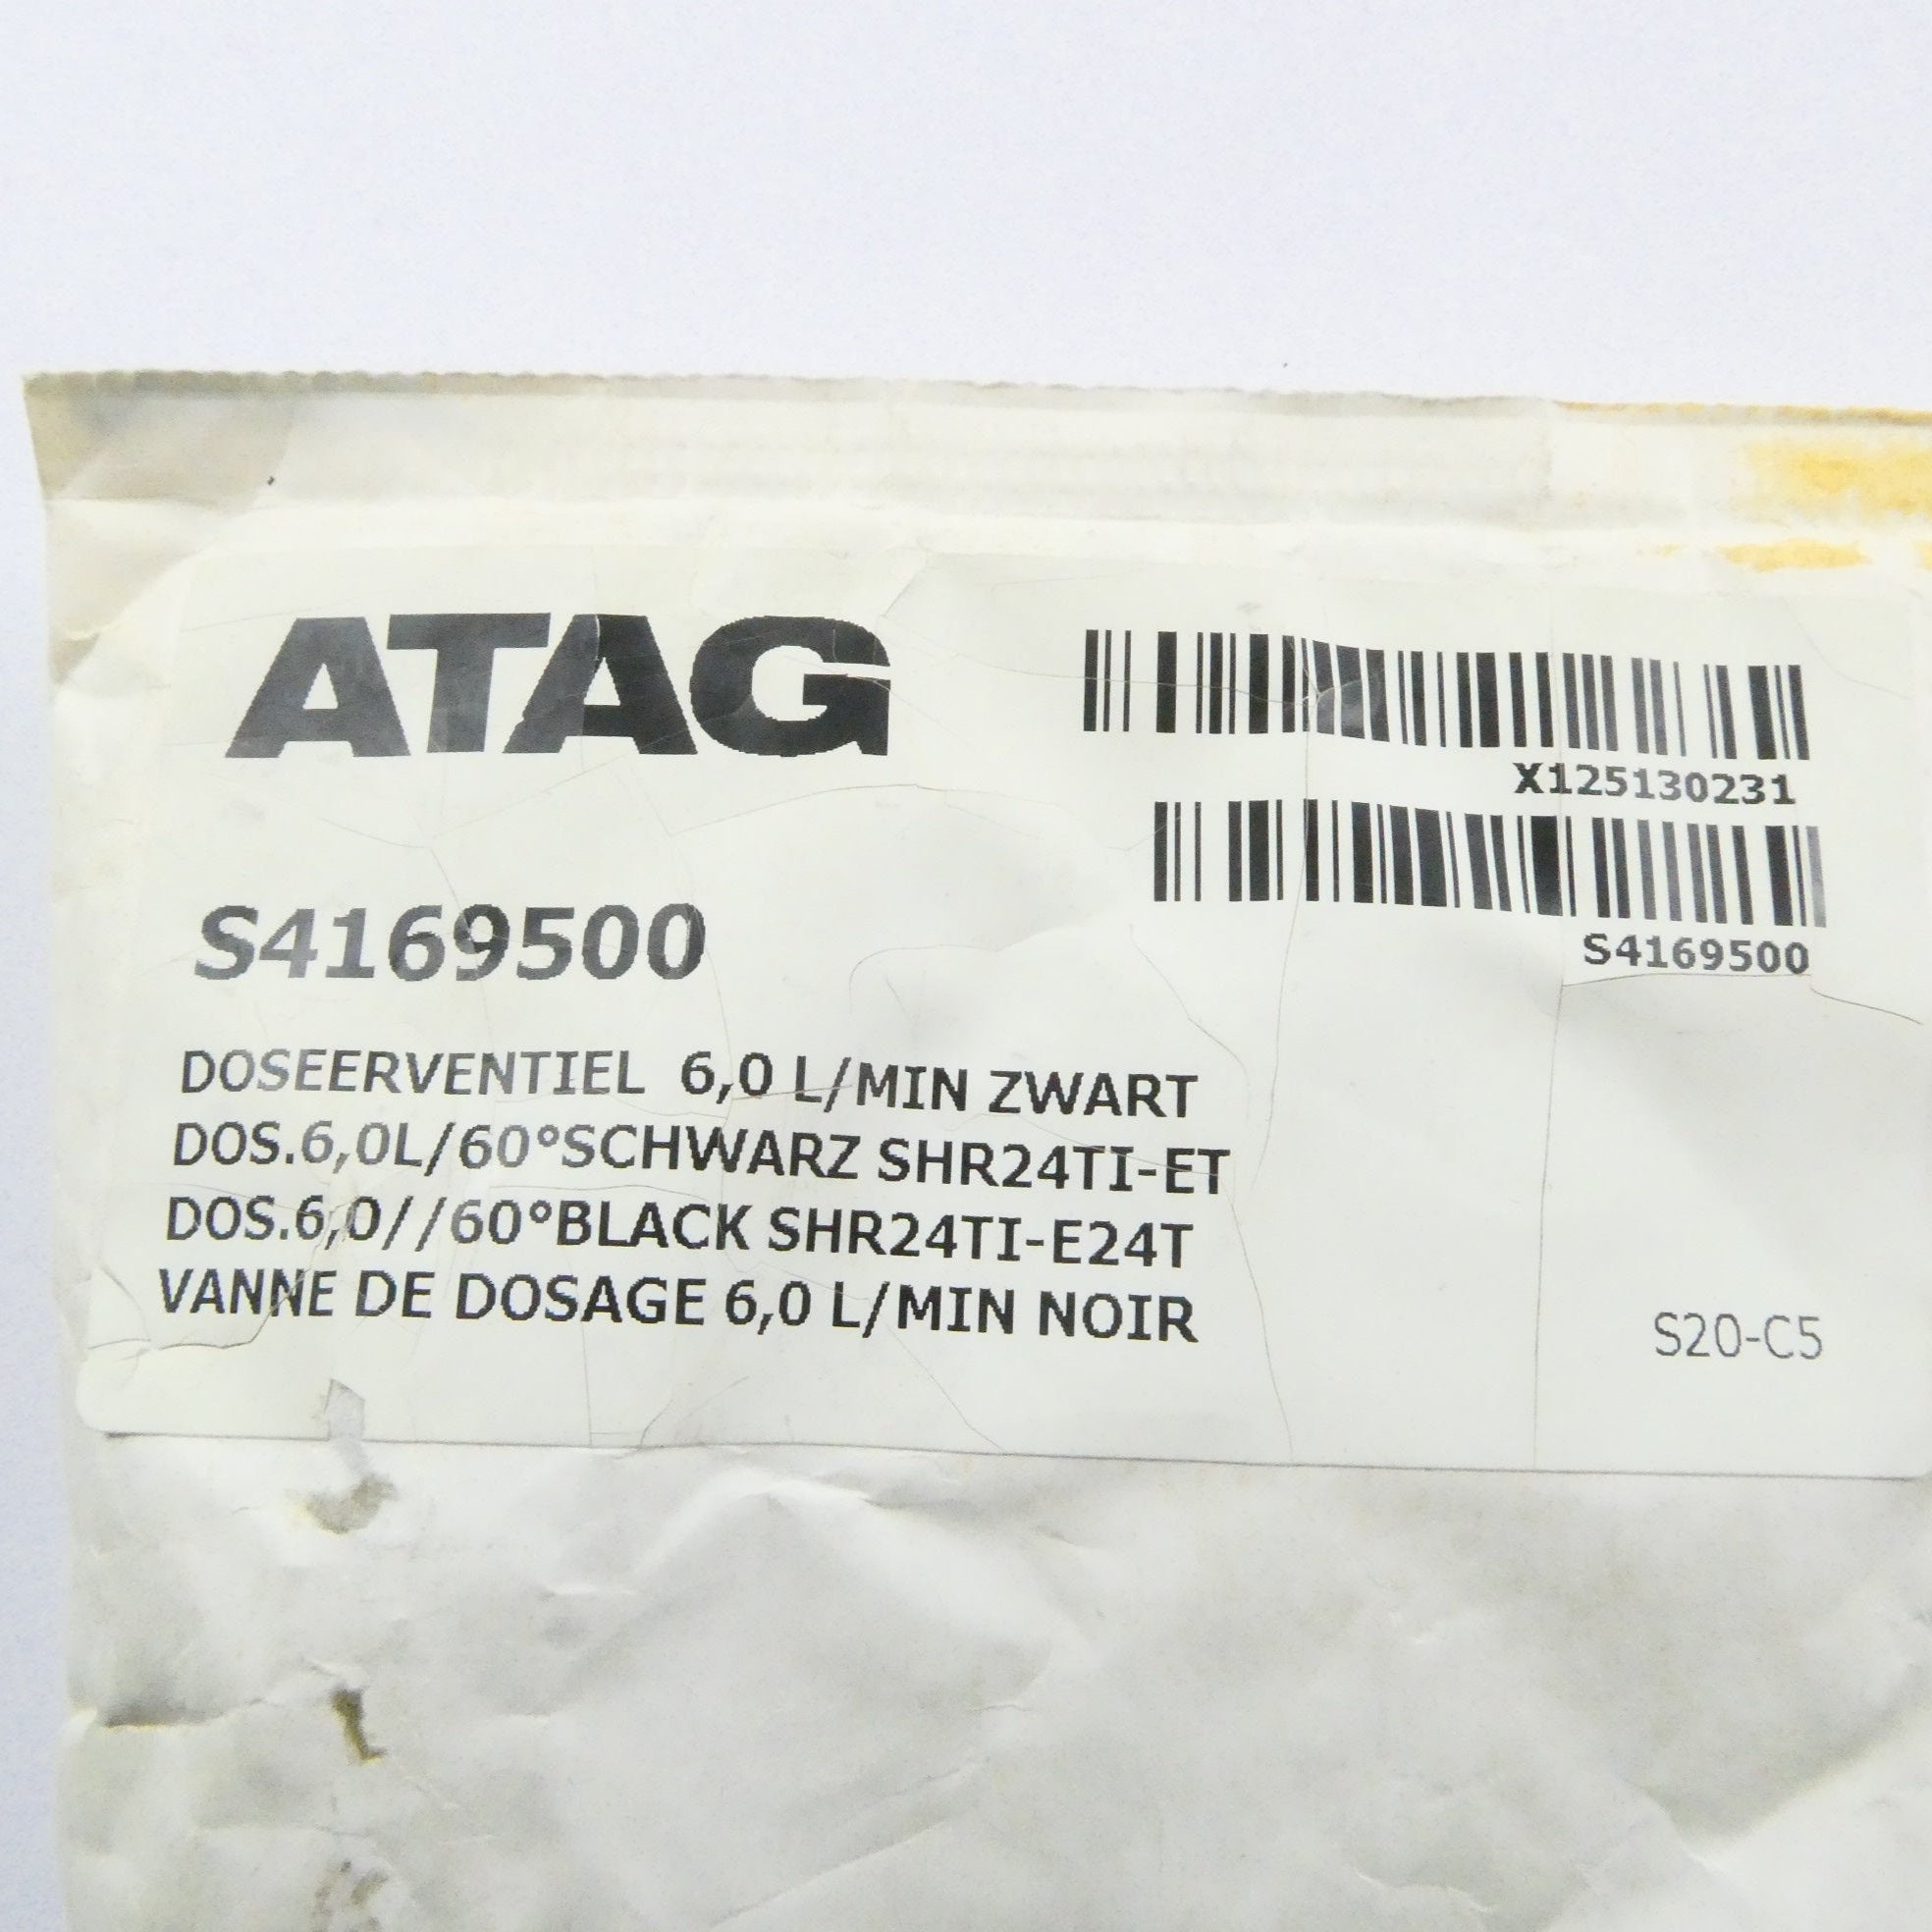 ATAG
X125130231
S4169500
S4169500
DOSEERVENTIEL 6,0 L/MIN ZWART
DOS.6,0L/60°SCHWARZ SHR24TI-ET
DOS.6,0//60°BLACK SHR24TI-E24T
VANNE DE DOSAGE 6,0 L/MIN NOIR
S20-C5